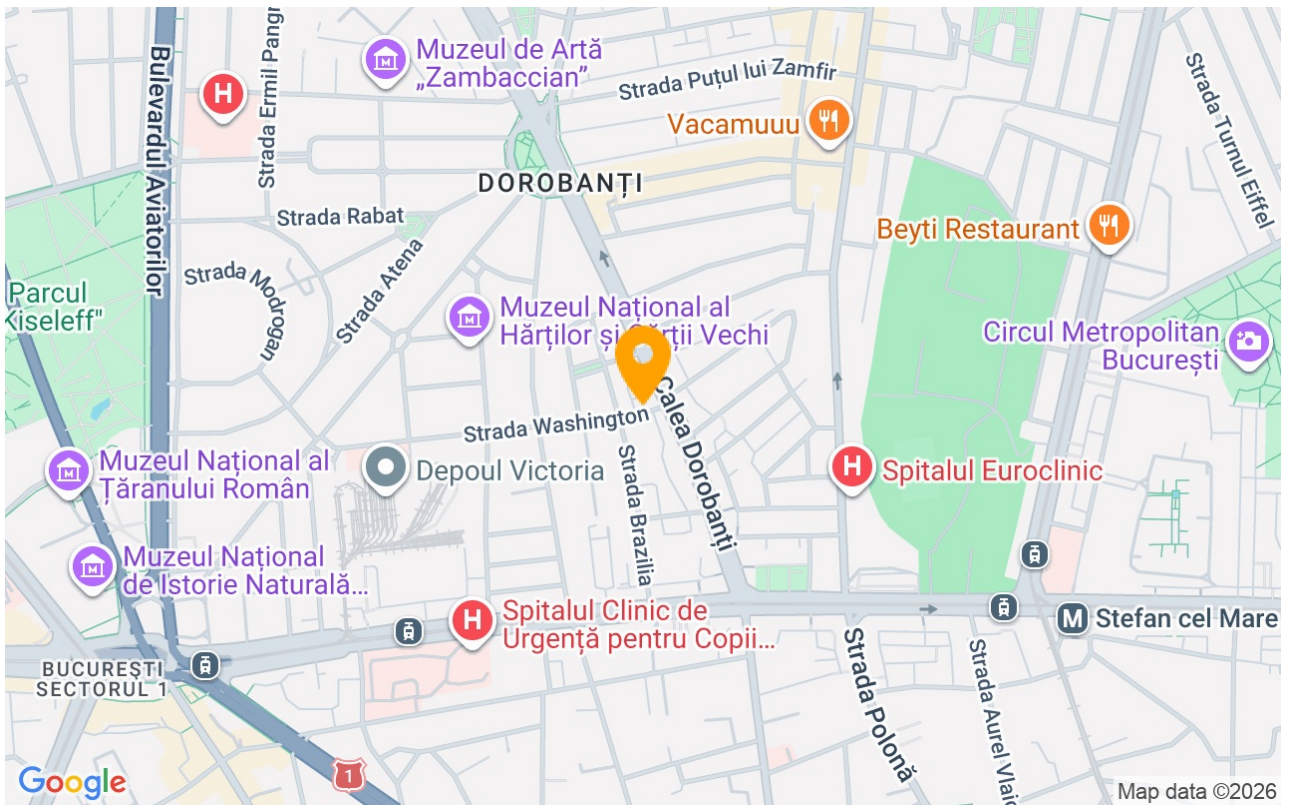 Muzeul de Artă
„Zambaccian”
Strada Ermil Pangr
Bulevardul Aviatorilor
H
Strada Puțul lui Zamfir
Vacamuuu
Strada Turnul Eiffel
DOROBANȚI
Strada Rabat
Beyti Restaurant
Strada Atena
Strada Modrogan
Parcul
Kiseleff"
Muzeul Național al
Hărților și Cărții Vechi
Circul Metropolitan
București
Calea Dorobanți
Strada Washington
Muzeul Național al
Țăranului Român
Depoul Victoria
Strada Brazilia
H
Spitalul Euroclinic
Muzeul Național
de Istorie Naturală...
H
Spitalul Clinic de
Urgență pentru Copii...
M
Stefan cel Mare
BUCUREȘTI
SECTORUL 1
Strada Polonă
Strada Aurel Vlaic
1
Google
Map data ©2026